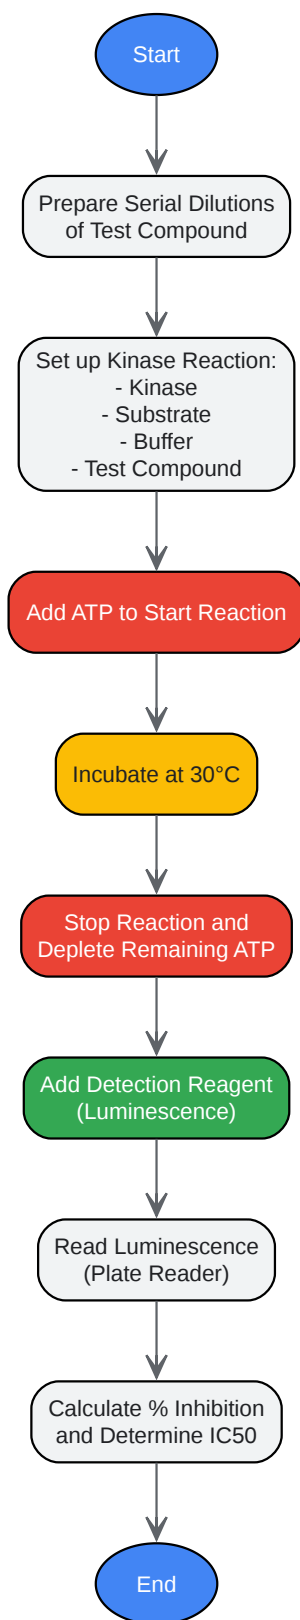 Start
Prepare Serial Dilutions
of Test Compound
Set up Kinase Reaction:
- Kinase
- Substrate
- Buffer
- Test Compound
Add ATP to Start Reaction
Incubate at 30°C
Stop Reaction and
Deplete Remaining ATP
Add Detection Reagent
(Luminescence)
Read Luminescence
(Plate Reader)
Calculate % Inhibition
and Determine IC50
End